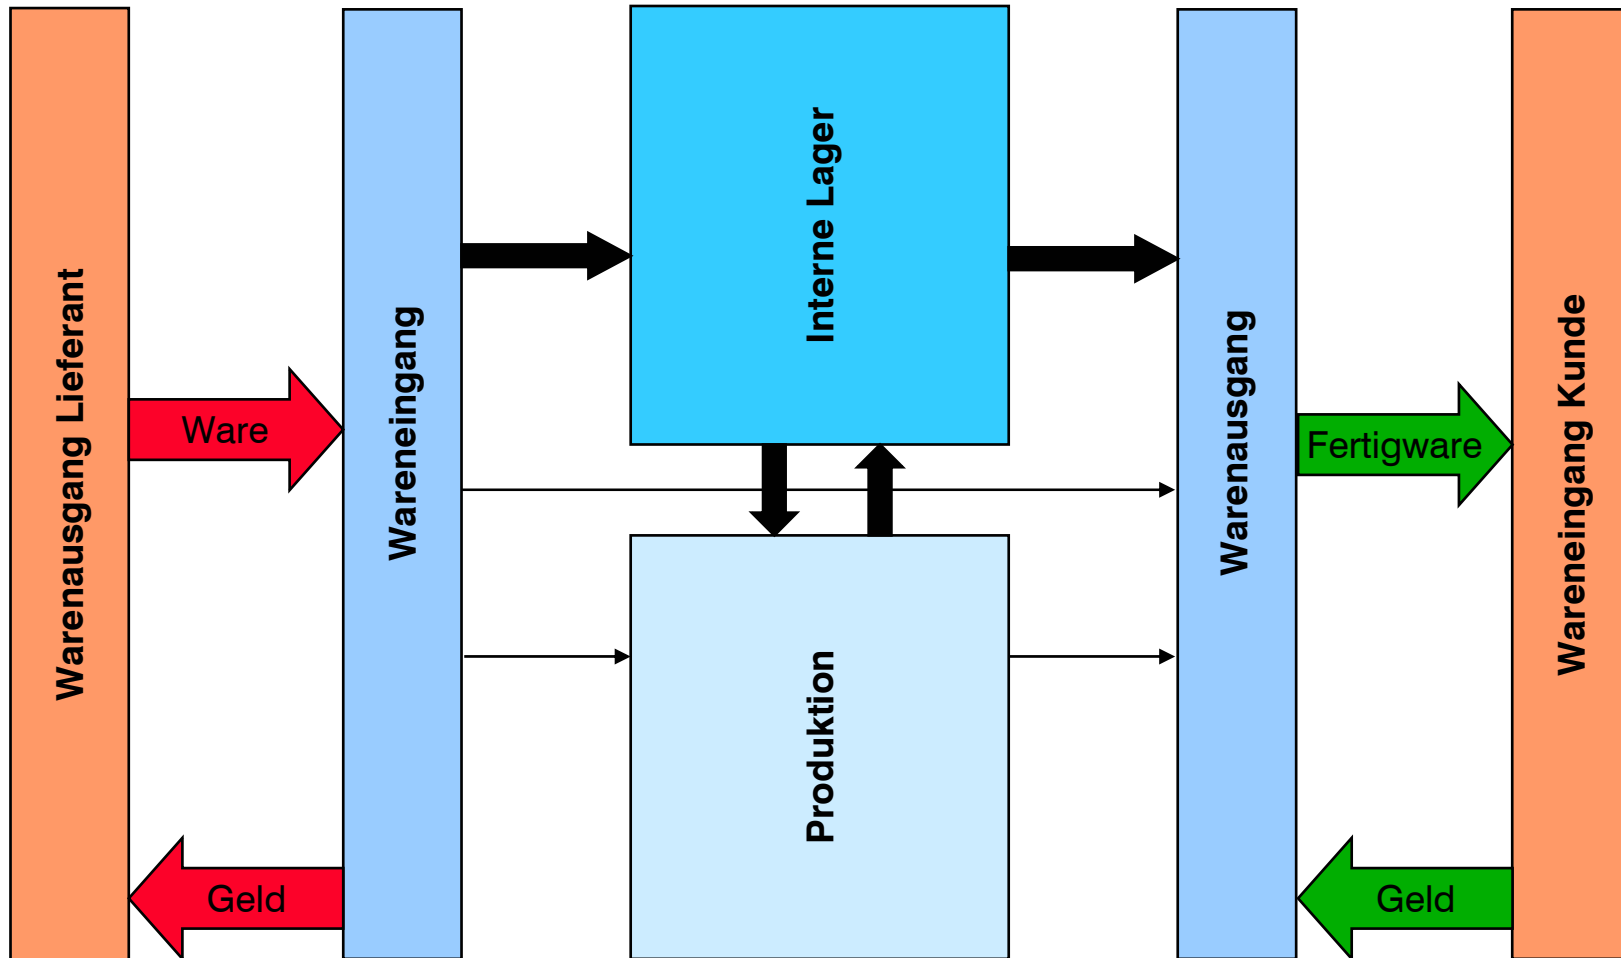 Warenausgang Lieferant
Ware
Geld
Wareneingang
Interne Lager
Produktion
Warenausgang
Fertigware
Geld
Wareneingang Kunde